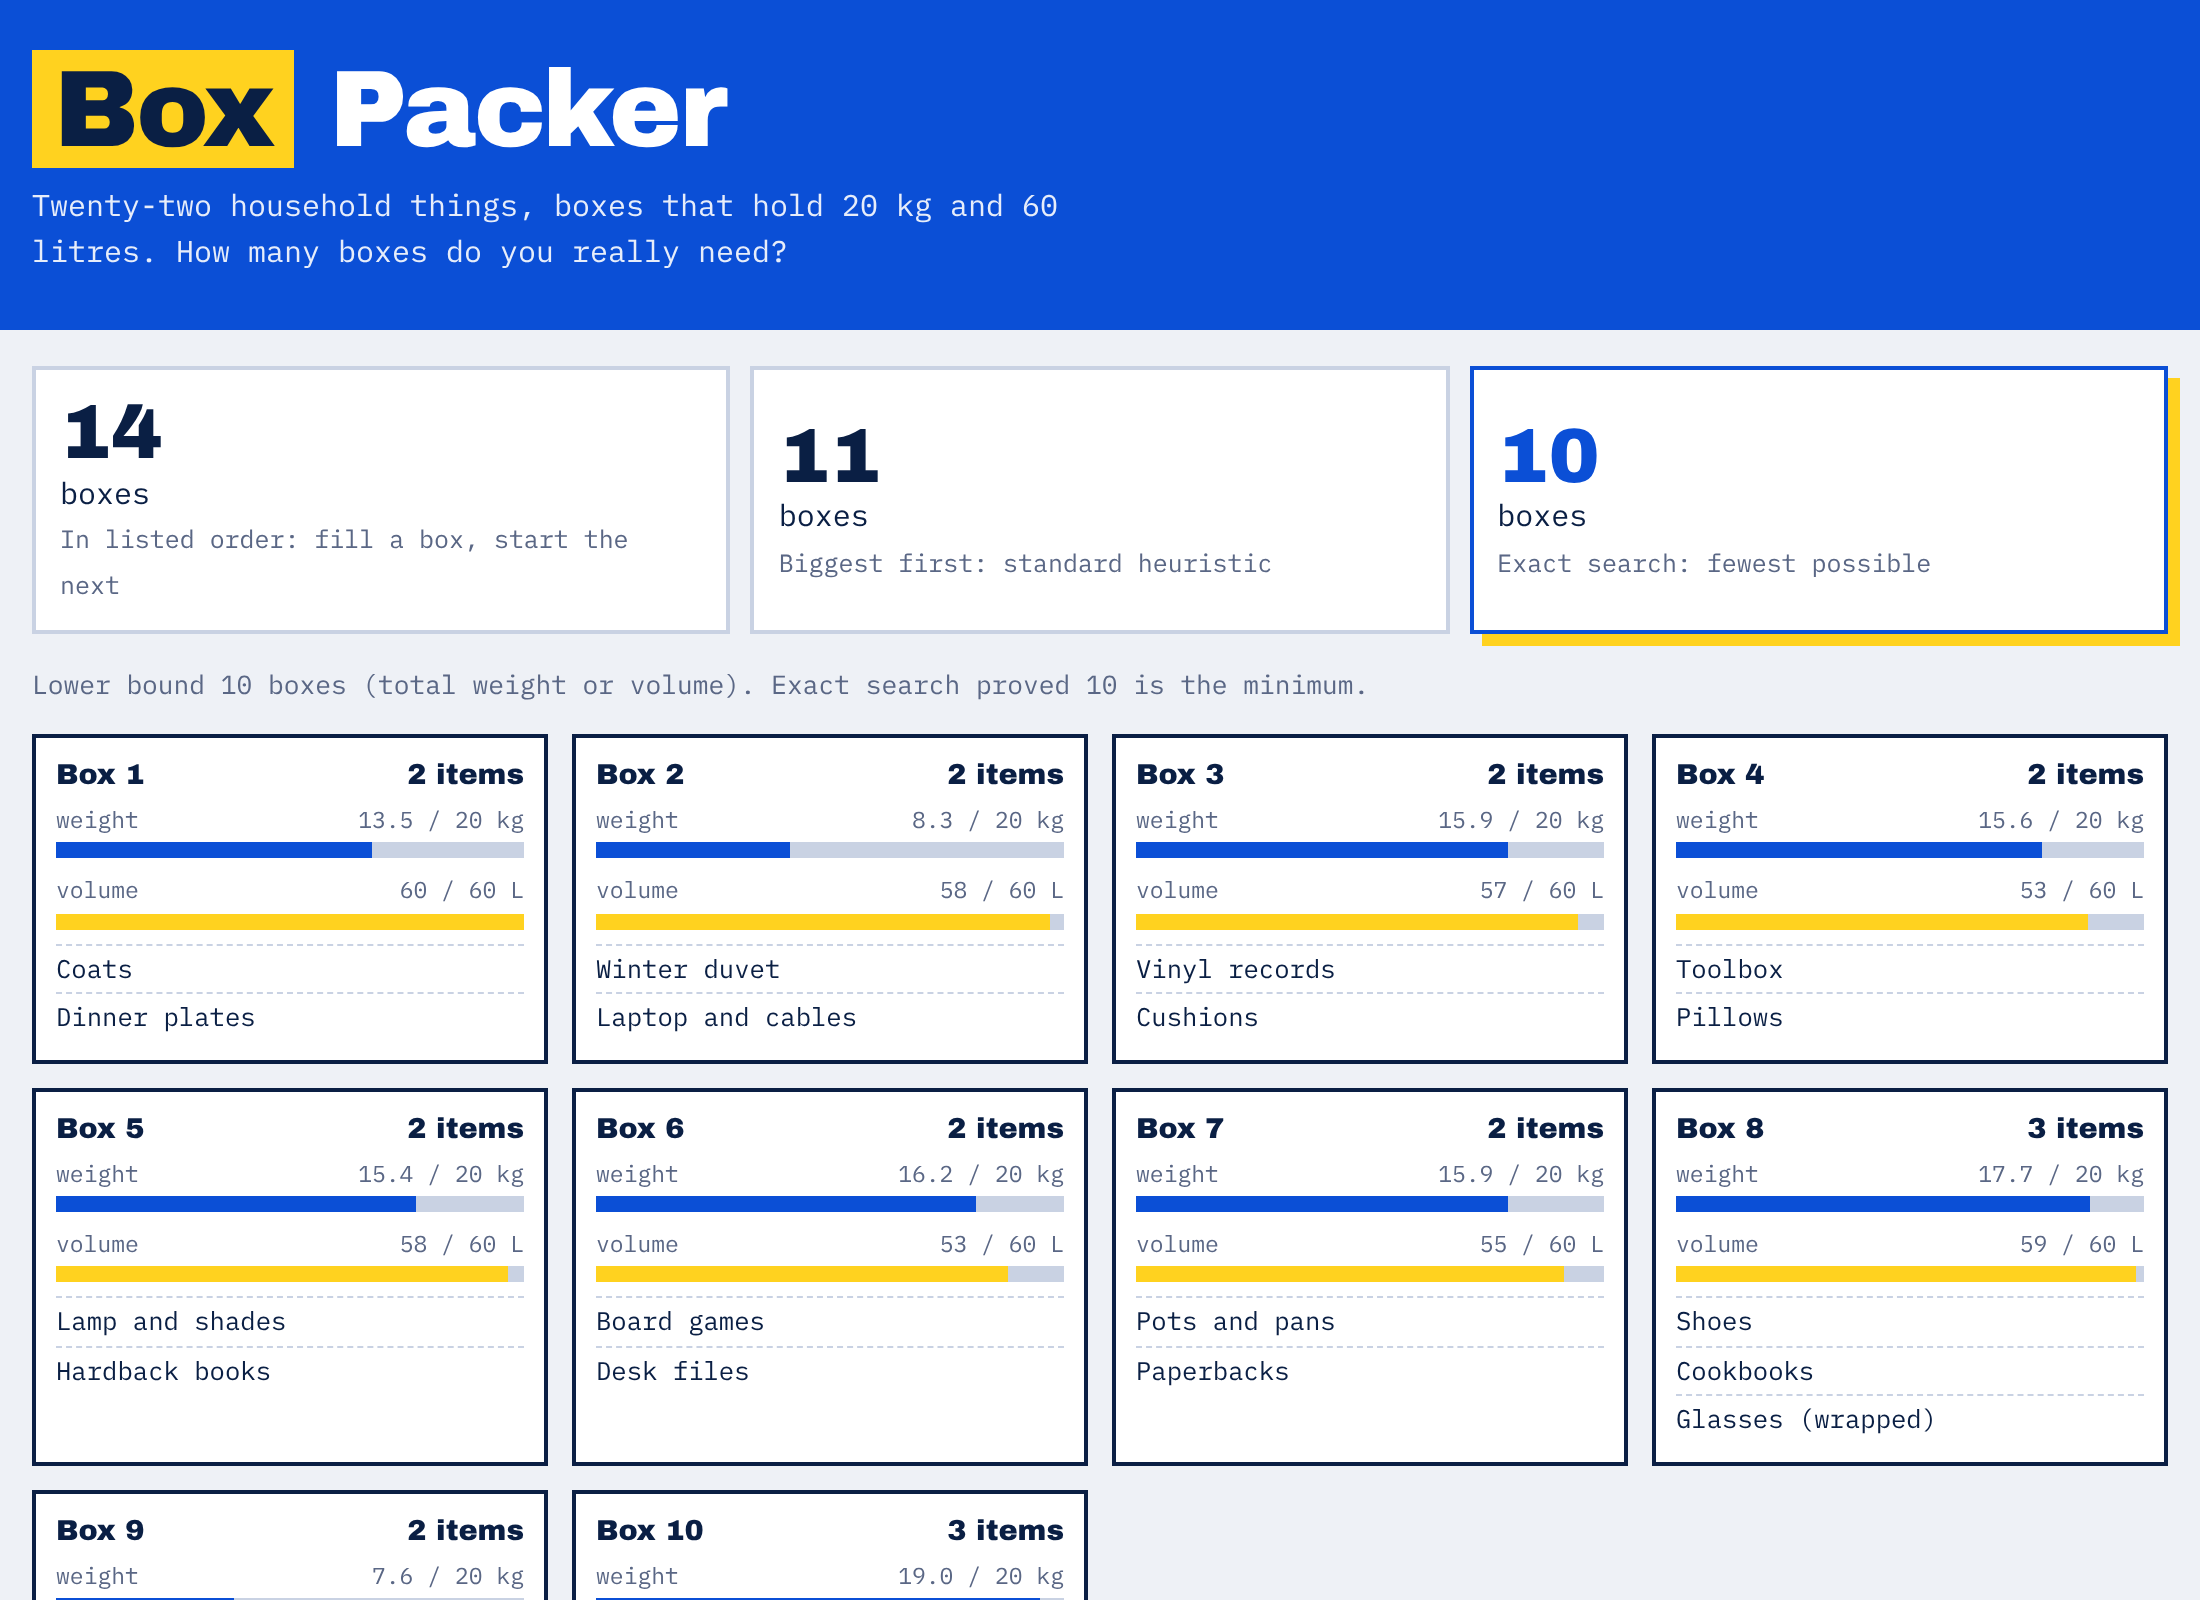 Box Packer
Twenty-two household things, boxes that hold 20 kg and 60
litres. How many boxes do you really need?
14
boxes
In listed order: fill a box, start the
next
11
boxes
Biggest first: standard heuristic
10
boxes
Exact search: fewest possible
Lower bound 10 boxes (total weight or volume). Exact search proved 10 is the minimum.
Box 1 2 items
weight 13.5 / 20 kg
volume 60 / 60 L
Coats
Dinner plates
Box 2 2 items
weight 8.3 / 20 kg
volume 58 / 60 L
Winter duvet
Laptop and cables
Box 3 2 items
weight 15.9 / 20 kg
volume 57 / 60 L
Vinyl records
Cushions
Box 4 2 items
weight 15.6 / 20 kg
volume 53 / 60 L
Toolbox
Pillows
Box 5 2 items
weight 15.4 / 20 kg
volume 58 / 60 L
Lamp and shades
Hardback books
Box 6 2 items
weight 16.2 / 20 kg
volume 53 / 60 L
Board games
Desk files
Box 7 2 items
weight 15.9 / 20 kg
volume 55 / 60 L
Pots and pans
Paperbacks
Box 8 3 items
weight 17.7 / 20 kg
volume 59 / 60 L
Shoes
Cookbooks
Glasses (wrapped)
Box 9 2 items
weight 7.6 / 20 kg
Box 10 3 items
weight 19.0 / 20 kg